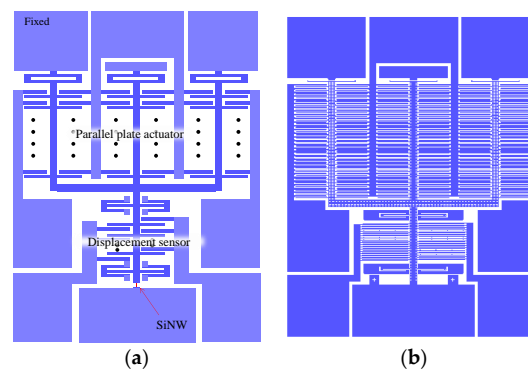 Fixed
Parallel plate actuator
Displacement sensor
SiNW
(a)
(b)